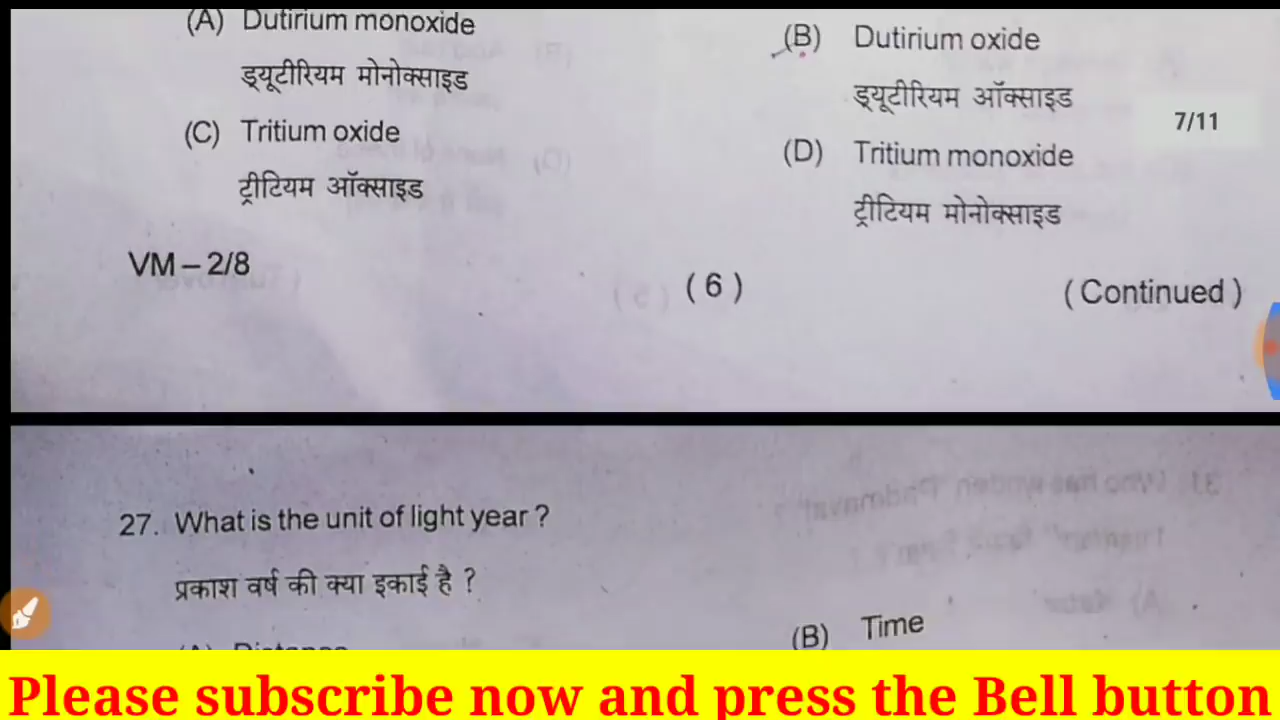 (A) Dutirium monoxide
(B) Dutirium oxide
ड्यूटीरियम मोनोक्साइड
ड्यूटीरियम ऑक्साइड
7/11
(C) Tritium oxide
(D) Tritium monoxide
ट्रीटियम ऑक्साइड
ट्रीटियम मोनोक्साइड
VM – 2/8
( 6 )
( Continued )
27. What is the unit of light year ?
प्रकाश वर्ष की क्या इकाई है ?
(A) Distance
(B) Time
Please subscribe now and press the Bell button